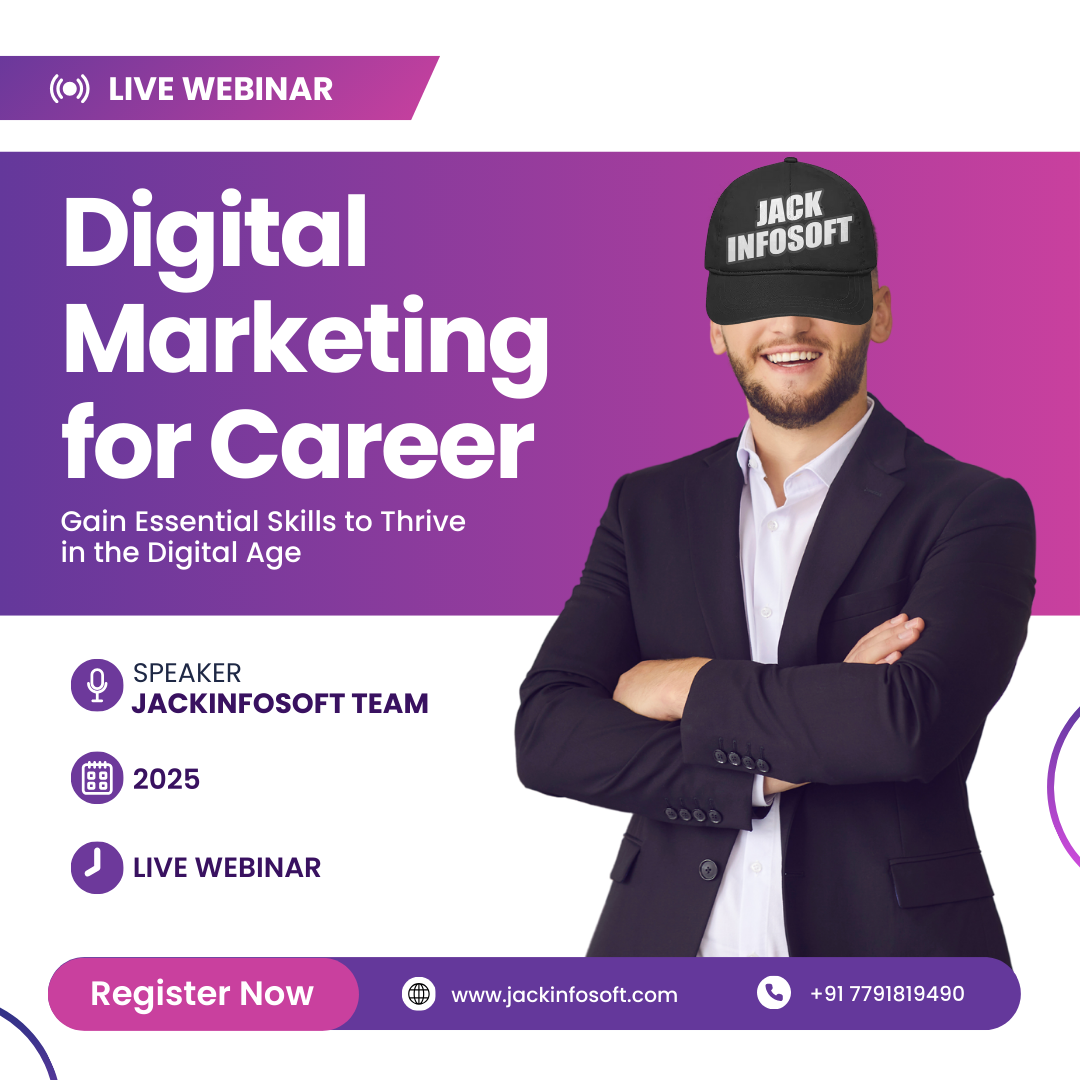 LIVE WEBINAR
Digital
Marketing
for Career
Gain Essential Skills to Thrive
in the Digital Age
JACK
INFOSOFT
SPEAKER
JACKINFOSOFT TEAM
2025
LIVE WEBINAR
Register Now
www.jackinfosoft.com
+91 7791819490